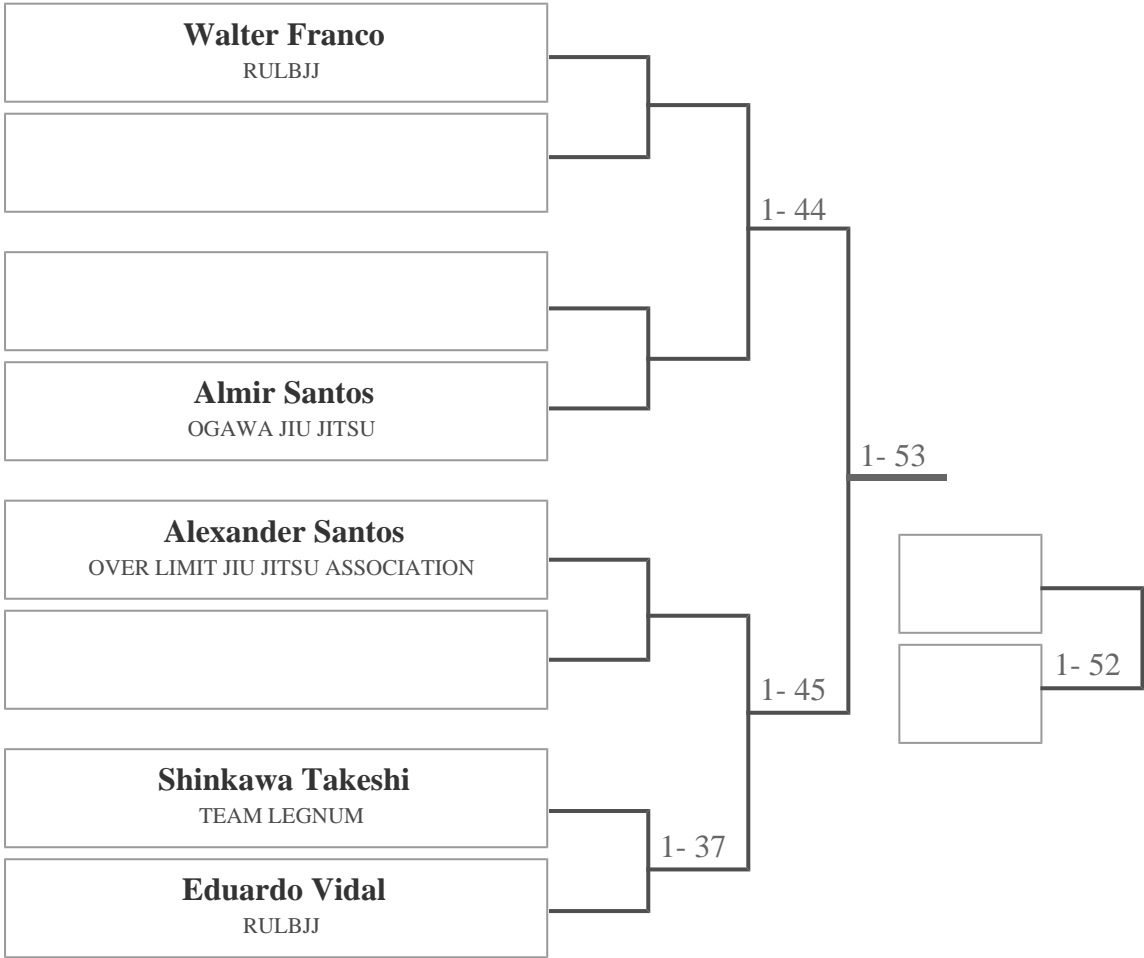 Walter Franco
RULBJJ
1- 44
Almir Santos
OGAWA JIU JITSU
1- 53
Alexander Santos
OVER LIMIT JIU JITSU ASSOCIATION
1- 52
1- 45
Shinkawa Takeshi
TEAM LEGNUM
1- 37
Eduardo Vidal
RULBJJ